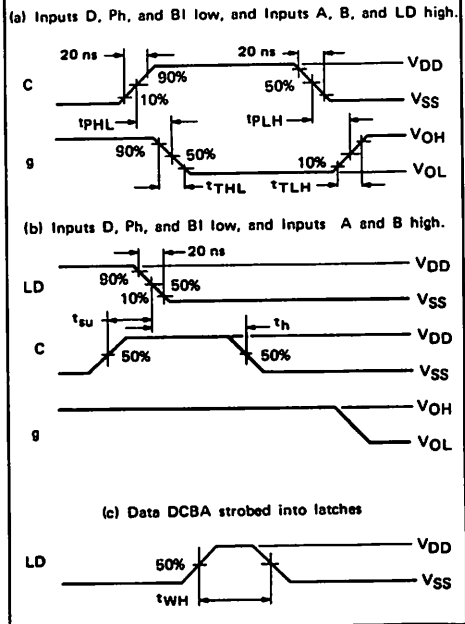 (a) Inputs D, Ph, and BI low, and Inputs A, B, and LD high.
20 ns 20 ns
C 90% 10% 50% VDD VSS
tPHL tPLH
g 90% 50% 10% VOH VOL
tTHL tTLH
(b) Inputs D, Ph, and BI low, and Inputs A and B high.
20 ns
LD 90% 10% 50% VDD VSS
tsu th
C 50% 50% VDD VSS
g VOH VOL
(c) Data DCBA strobed into latches
LD 50% VDD VSS
tWH